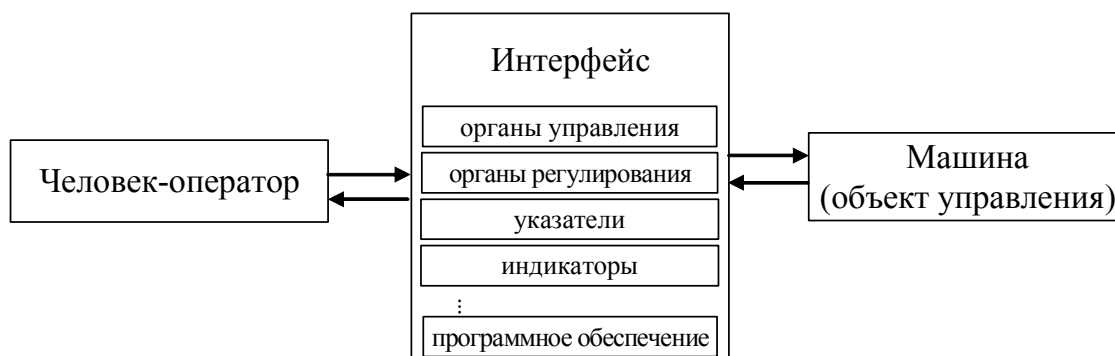 Интерфейс
органы управления
Человек-оператор
органы регулирования
Машина
(объект управления)
указатели
индикаторы
...
программное обеспечение